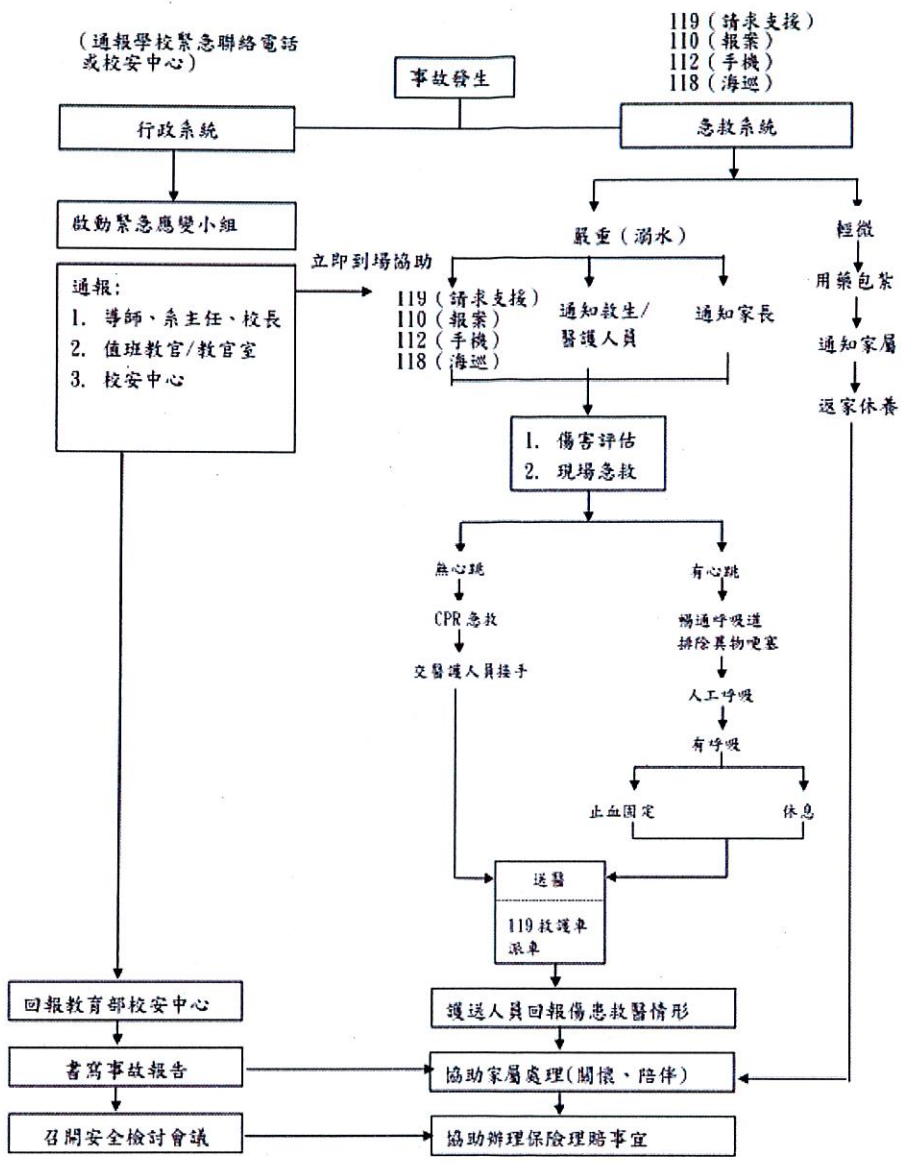 (通報學校緊急聯絡電話
或校安中心)
119(請求支援)
110(報案)
112(手機)
118(海巡)
事故發生
行政系統
急救系統
啟動緊急應變小組
嚴重(溺水)
輕微
立即到場協助
通報:
1. 導師、系主任、校長
2. 值班教官/教官室
3. 校安中心
119(請求支援)
110(報案)
112(手機)
118(海巡)
通知救生/
醫護人員
通知家長
用藥包紮
通知家屬
返家休養
1. 傷害評估
2. 現場急救
無心跳
有心跳
CPR 急救
暢通呼吸道
排除異物哽塞
交醫護人員接手
人工呼吸
有呼吸
止血固定
休息
送醫
119 救護車
派車
回報教育部校安中心
護送人員回報傷患救醫情形
書寫事故報告
協助家屬處理(關懷、陪伴)
召開安全檢討會議
協助辦理保險理賠事宜